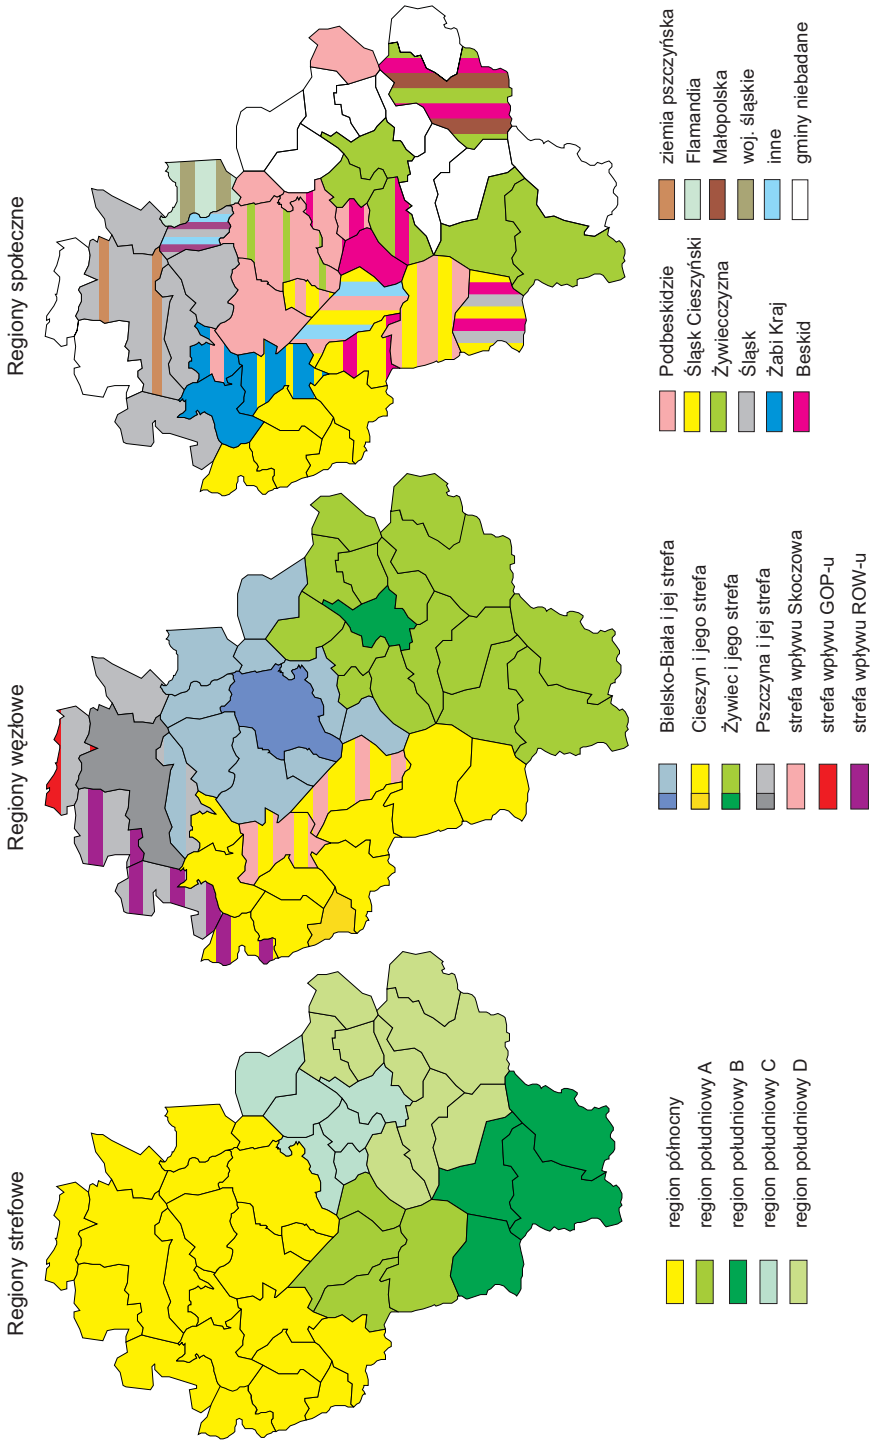 Regiony strefowe
region północny
region południowy A
region południowy B
region południowy C
region południowy D
Regiony węzłowe
Bielsko-Biała i jej strefa
Cieszyn i jego strefa
Żywiec i jego strefa
Pszczyna i jej strefa
strefa wpływu Skoczowa
strefa wpływu GOP-u
strefa wpływu ROW-u
Regiony społeczne
Podbeskidzie
Śląsk Cieszyński
Żywiecczyzna
Śląsk
Żabi Kraj
Beskid
ziemia pszczyńska
Flamandia
Małopolska
woj. śląskie
inne
gminy niebadane